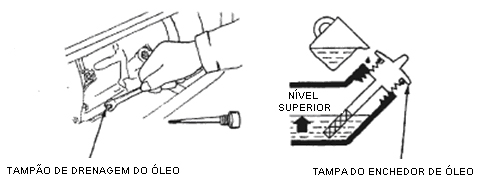 NÍVEL
SUPERIOR
TAMPÃO DE DRENAGEM DO ÓLEO
TAMPA DO ENCHEDOR DE ÓLEO